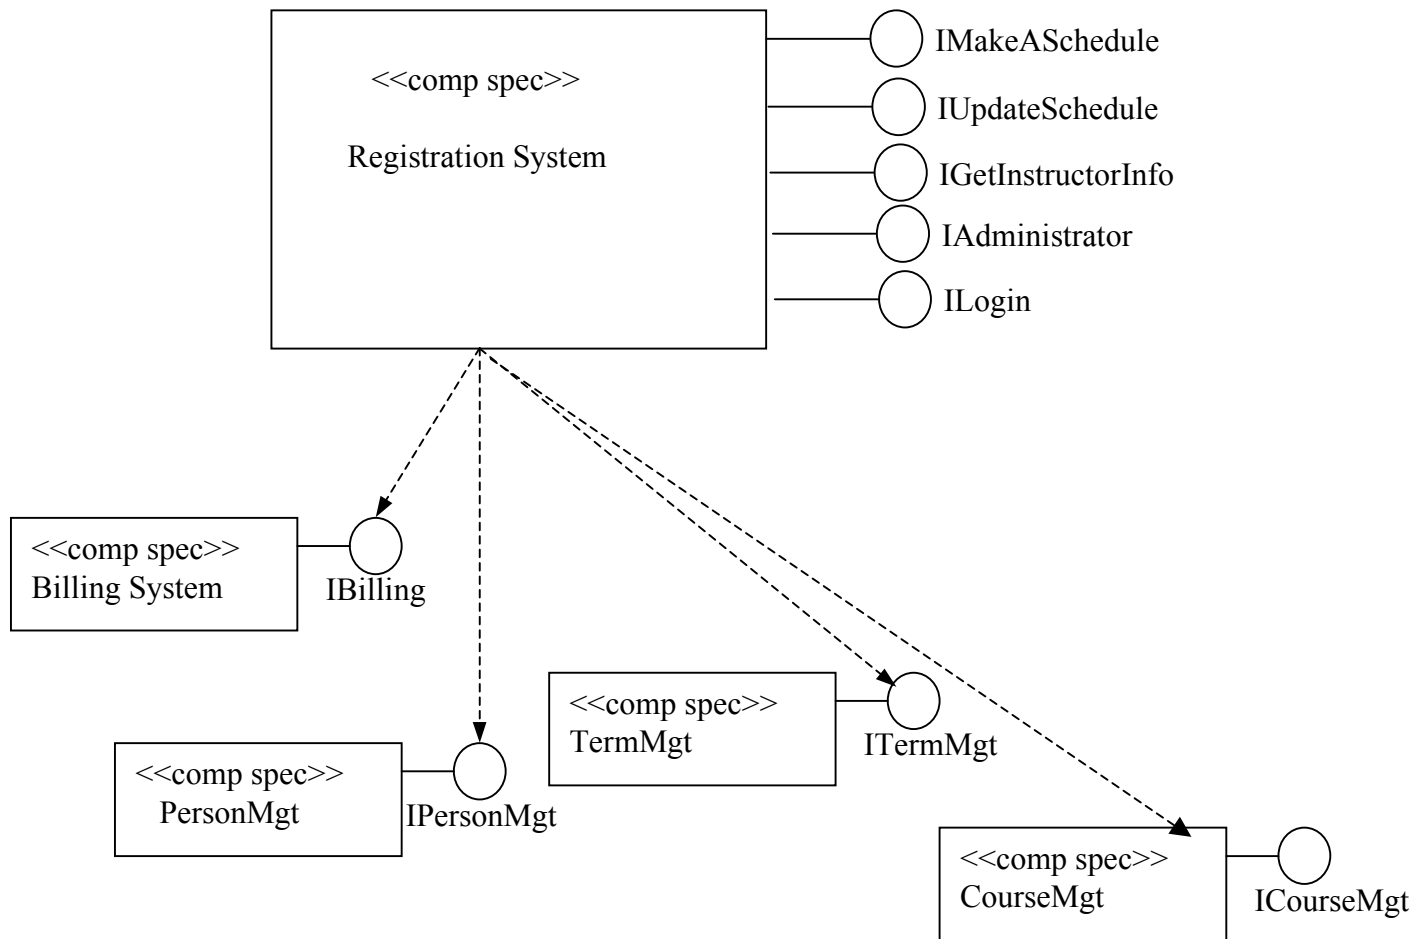 <<comp spec>>
Registration System
IMakeASchedule
IUpdateSchedule
IGetInstructorInfo
IAdministrator
ILogin
<<comp spec>>
Billing System
IBilling
<<comp spec>>
TermMgt
ITermMgt
<<comp spec>>
PersonMgt
IPersonMgt
<<comp spec>>
CourseMgt
ICourseMgt